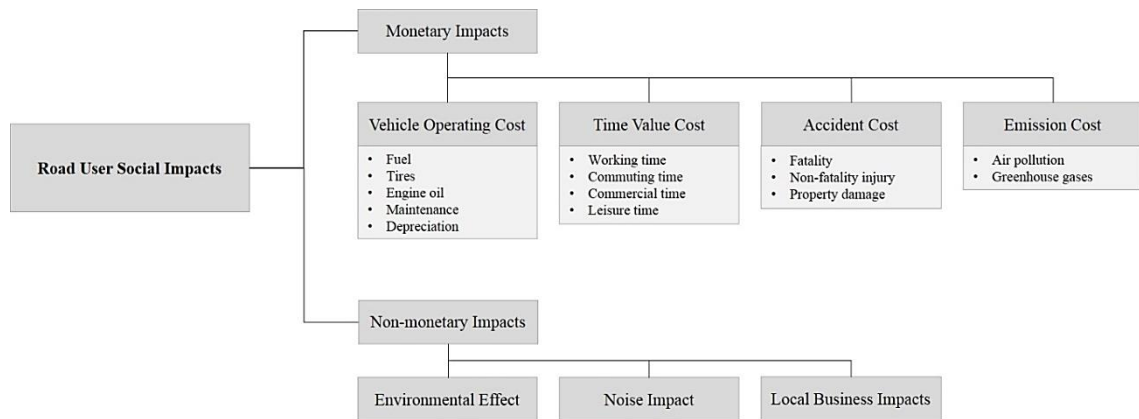 Monetary Impacts
Road User Social Impacts
Vehicle Operating Cost
• Fuel
• Tires
• Engine oil
• Maintenance
• Depreciation
Time Value Cost
• Working time
• Commuting time
• Commercial time
• Leisure time
Accident Cost
• Fatality
• Non-fatality injury
• Property damage
Emission Cost
• Air pollution
• Greenhouse gases
Non-monetary Impacts
Environmental Effect
Noise Impact
Local Business Impacts